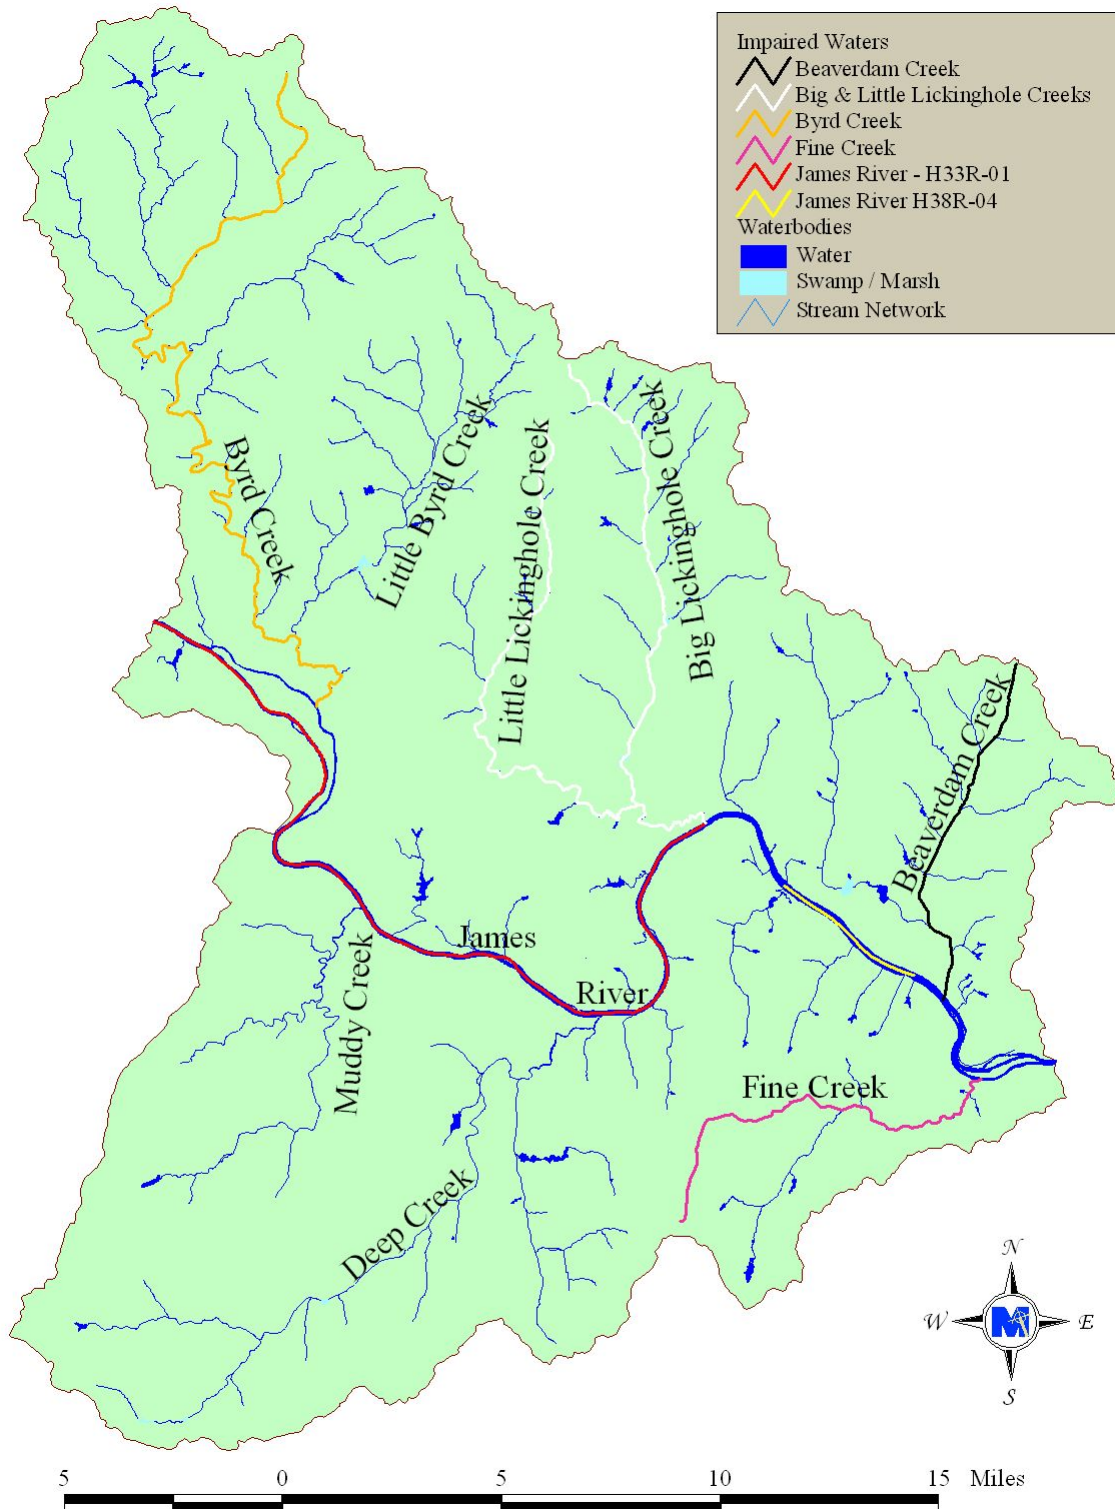 Impaired Waters
Beaverdam Creek
Big & Little Lickinghole Creeks
Byrd Creek
Fine Creek
James River - H33R-01
James River H38R-04
Waterbodies
Water
Swamp / Marsh
Stream Network
Byrd Creek
Little Byrd Creek
Little Lickinghole Creek
Big Lickinghole Creek
Beaverdam Creek
James
River
Muddy Creek
Fine Creek
Deep Creek
N
W M E
S
5 0 5 10 15 Miles